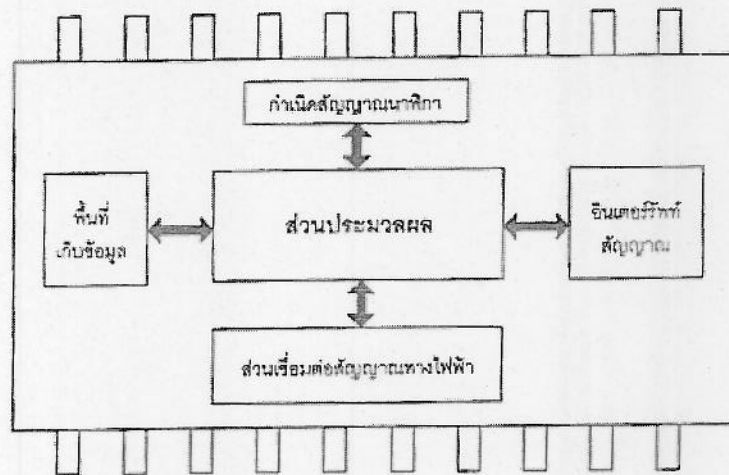 กำเนิดสัญญาณนาฬิกา
พื้นที่
เก็บข้อมูล
ส่วนประมวลผล
อินเตอร์รัพท์
สัญญาณ
ส่วนเชื่อมต่อสัญญาณทางไฟฟ้า